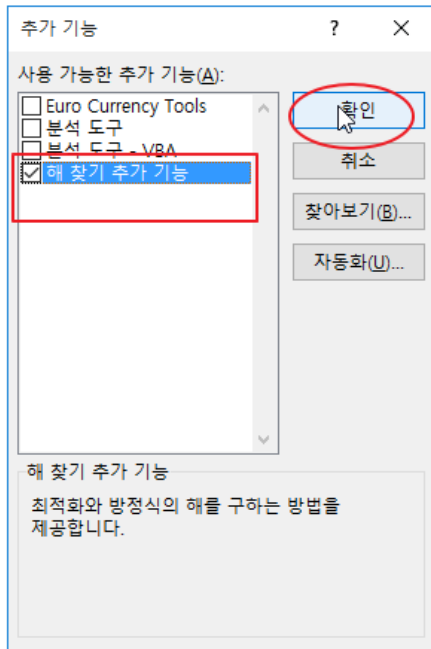 추가 기능
사용 가능한 추가 기능(A):
Euro Currency Tools
분석 도구
분석 도구 - VBA
해 찾기 추가 기능
확인
취소
찾아보기(B)...
자동화(U)...
해 찾기 추가 기능
최적화와 방정식의 해를 구하는 방법을
제공합니다.